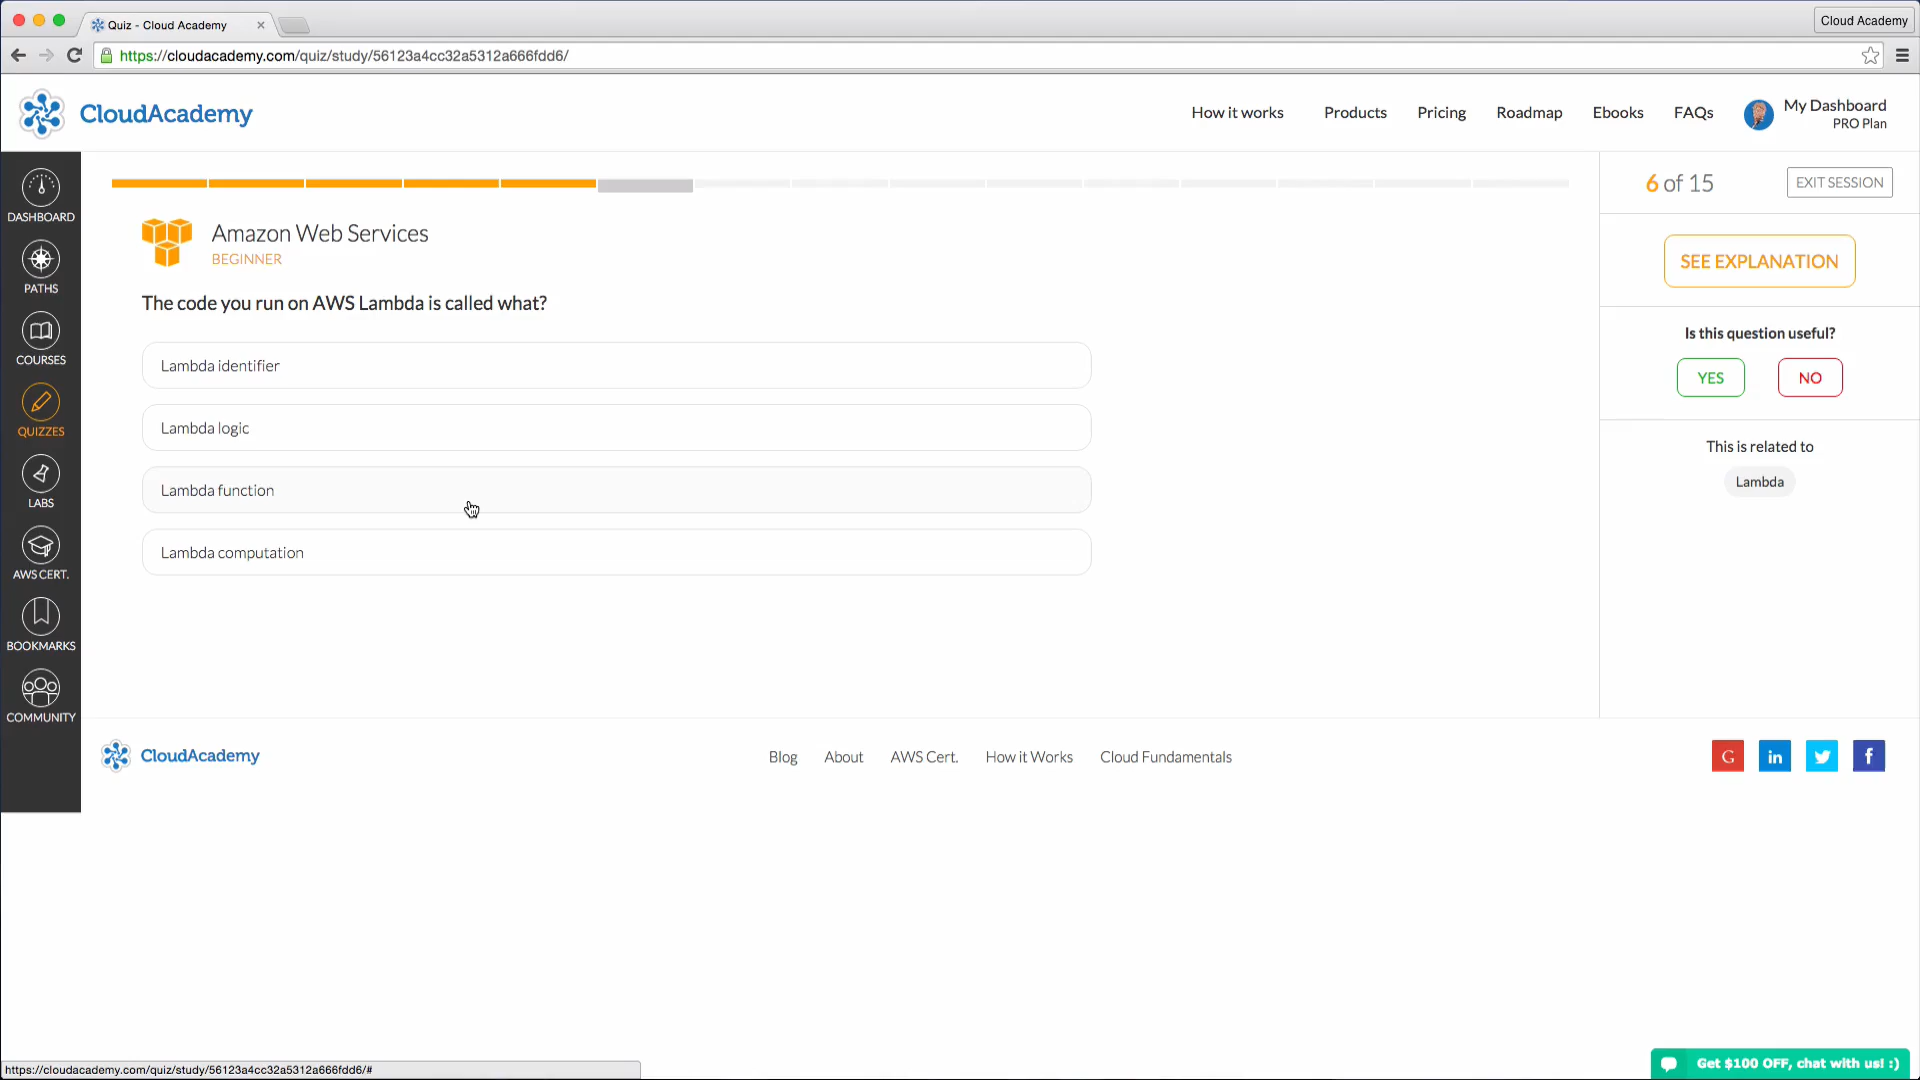 Quiz - Cloud Academy
Cloud Academy
https://cloudacademy.com/quiz/study/56123a4cc32a5312a666fdd6/
CloudAcademy
How it works
Products
Pricing
Roadmap
Ebooks
FAQs
My Dashboard
PRO Plan
DASHBOARD
PATHS
COURSES
QUIZZES
LABS
AWS CERT.
BOOKMARKS
COMMUNITY
6 of 15
EXIT SESSION
Amazon Web Services
BEGINNER
The code you run on AWS Lambda is called what?
Lambda identifier
Lambda logic
Lambda function
Lambda computation
SEE EXPLANATION
Is this question useful?
YES
NO
This is related to
Lambda
CloudAcademy
Blog
About
AWS Cert.
How it Works
Cloud Fundamentals
G
in
f
https://cloudacademy.com/quiz/study/56123a4cc32a5312a666fdd6/#
Get $100 OFF, chat with us! :)